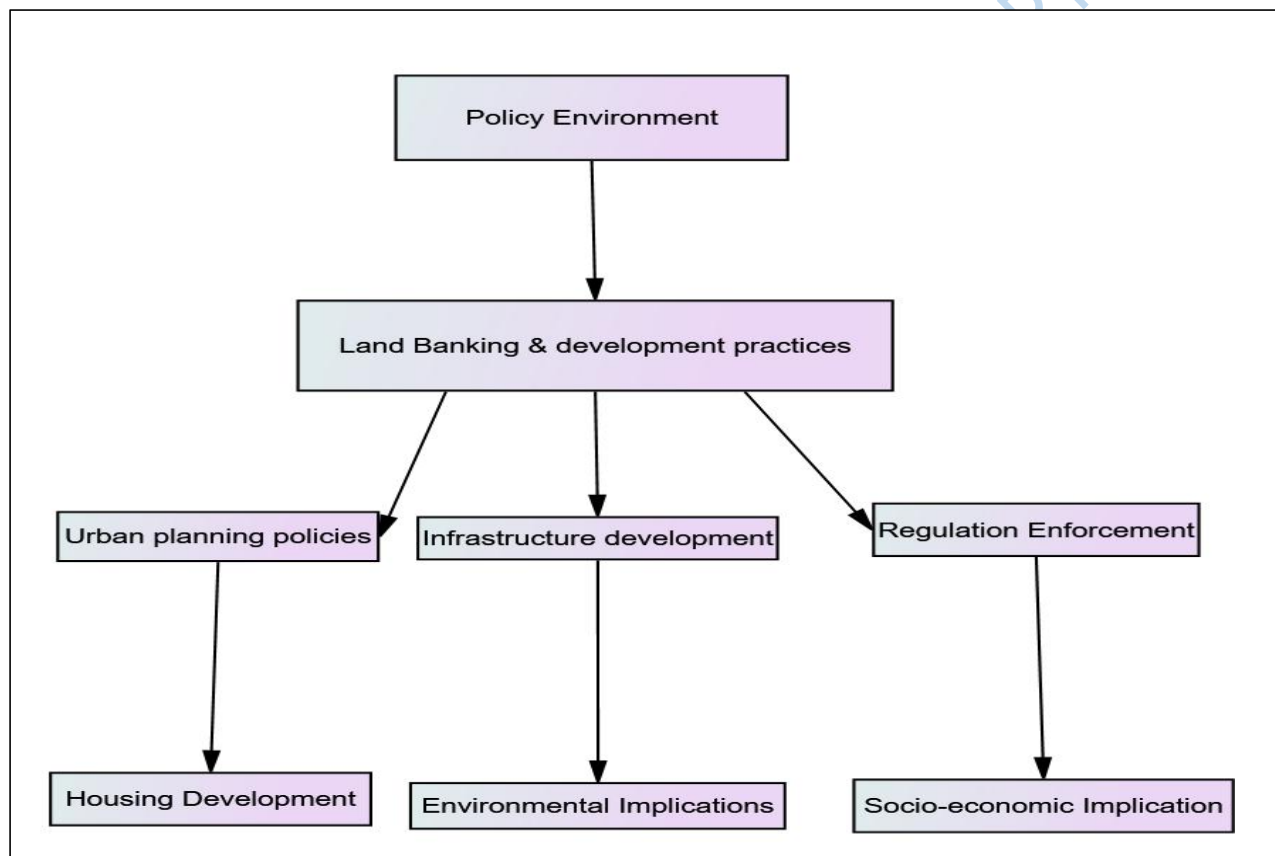 Policy Environment
Land Banking & development practices
Urban planning policies
Infrastructure development
Regulation Enforcement
Housing Development
Environmental Implications
Socio-economic Implication